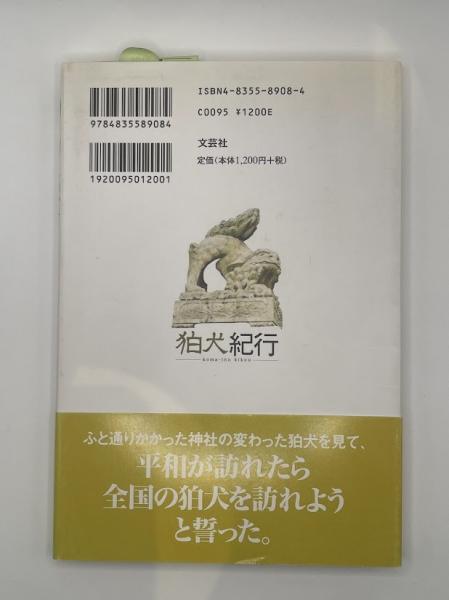 ISBN4-8355-8908-4
C0095 ¥1200E
9784835589084
文芸社
定価(本体1,200円+税)
1920095012001
狛犬紀行
koma-inu kikou
ふと通りかかった神社の変わった狛犬を見て、
平和が訪れたら
全国の狛犬を訪れよう
と誓った。